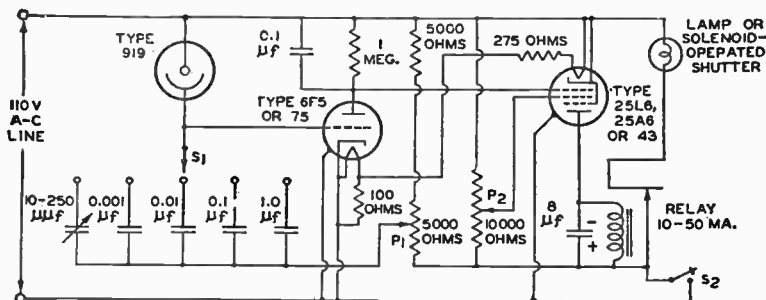 110 V
A-C
LINE
TYPE
919
0.1
μf
1
MEG.
5000
OHMS
275 OHMS
LAMP OR
SOLENOID-
OPEPATED
SHUTTER
TYPE 6F5
OR 75
TYPE
25L6,
25A6
OR 43
S1
10-250
μμf
0.001
μf
0.01
μf
0.1
μf
1.0
μf
100
OHMS
5000
OHMS
P1
P2
10000
OHMS
8
μf
-
+
RELAY
10-50 MA.
S2